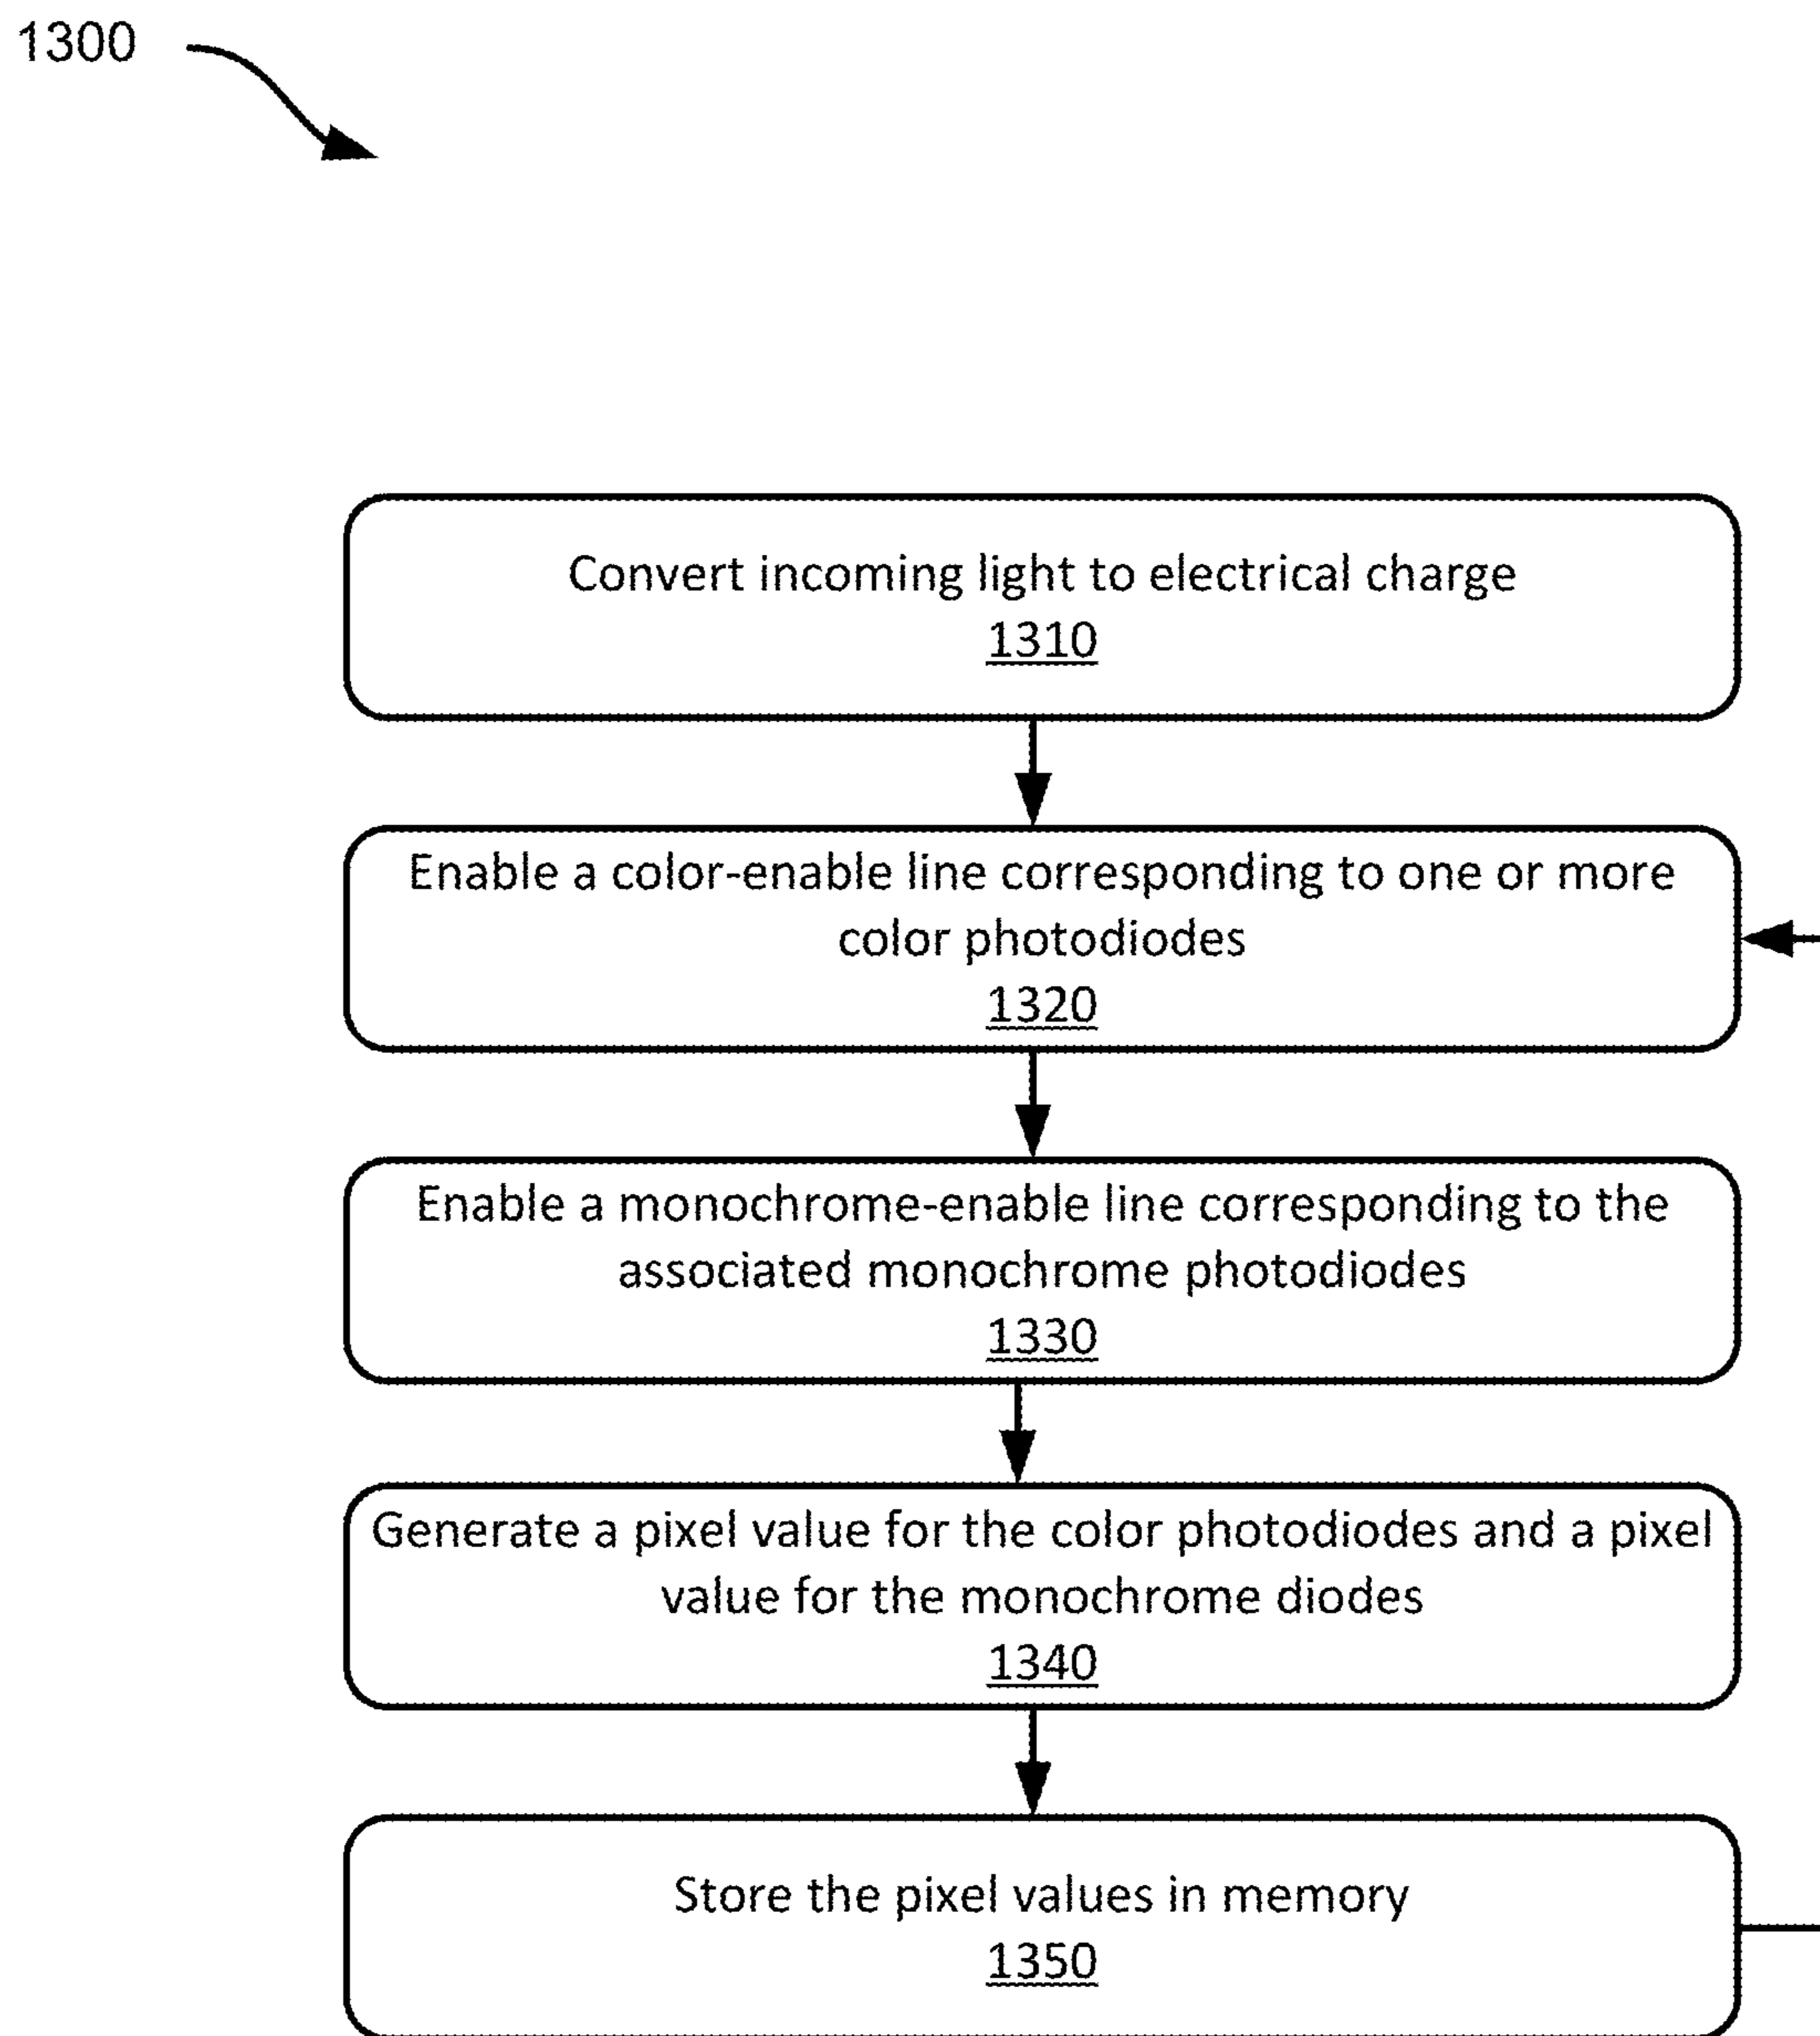 1300
Convert incoming light to electrical charge
1310
Enable a color-enable line corresponding to one or more
color photodiodes
1320
Enable a monochrome-enable line corresponding to the
associated monochrome photodiodes
1330
Generate a pixel value for the color photodiodes and a pixel
value for the monochrome diodes
1340
Store the pixel values in memory
1350